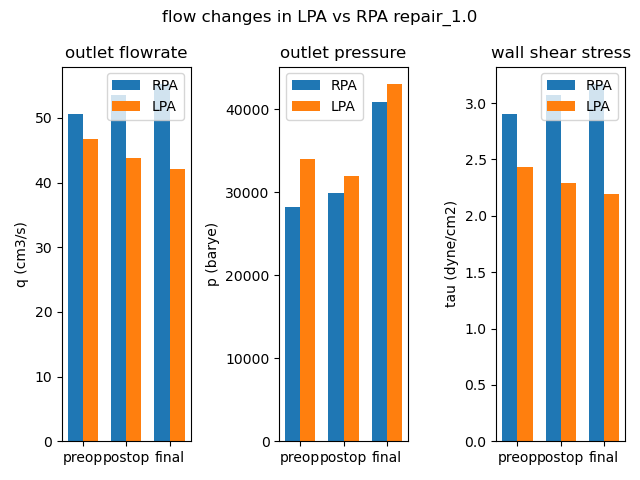 flow changes in LPA vs RPA repair_1.0
outlet flowrate
q (cm3/s)
50
40
30
20
10
0
RPA
LPA
preop
postop
final
outlet pressure
p (barye)
40000
30000
20000
10000
0
RPA
LPA
preop
postop
final
wall shear stress
tau (dyne/cm2)
3.0
2.5
2.0
1.5
1.0
0.5
0.0
RPA
LPA
preop
postop
final